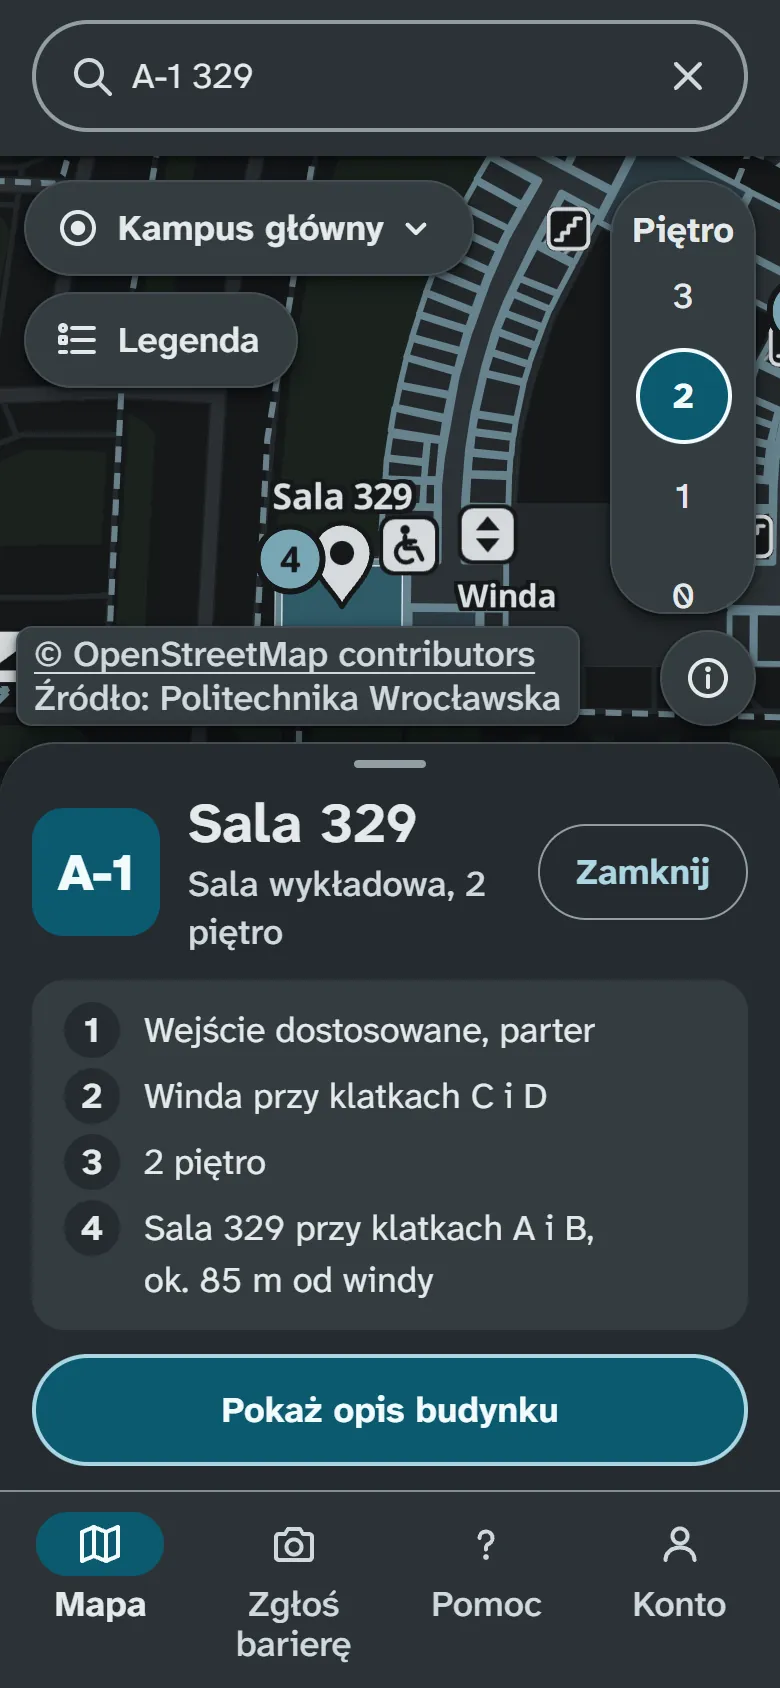 A-1 329
Kampus główny
Legenda
Piętro
3
2
1
0
Sala 329
4
Winda
© OpenStreetMap contributors
Źródło: Politechnika Wrocławska
A-1
Sala 329
Sala wykładowa, 2
piętro
Zamknij
1 Wejście dostosowane, parter
2 Winda przy klatkach C i D
3 2 piętro
4 Sala 329 przy klatkach A i B,
ok. 85 m od windy
Pokaż opis budynku
Mapa
Zgłoś
barierę
Pomoc
Konto